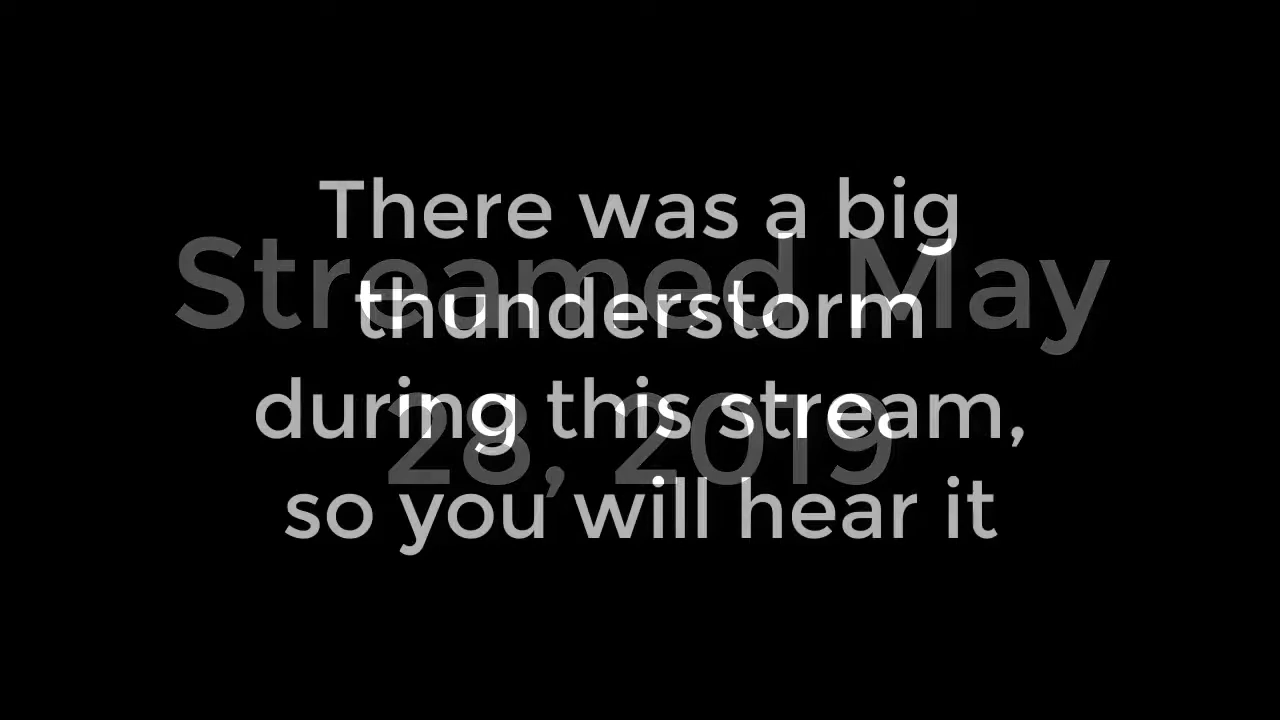 There was a big
Streamed May
thunderstorm
during this stream,
28, 2019
so you will hear it